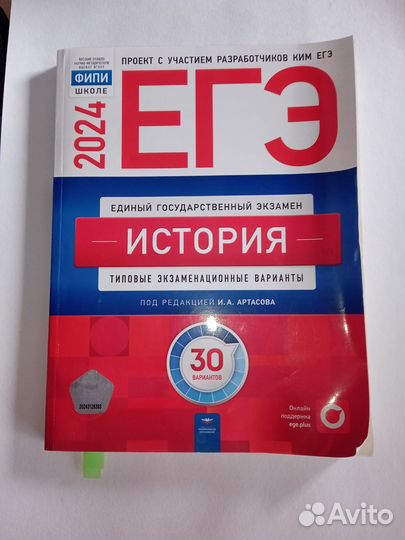 ПРОЕКТ С УЧАСТИЕМ РАЗРАБОТЧИКОВ КИМ ЕГЭ
ФИПИ
ШКОЛЕ
2024
ЕГЭ
ЕДИНЫЙ ГОСУДАРСТВЕННЫЙ ЭКЗАМЕН
ИСТОРИЯ
ТИПОВЫЕ ЭКЗАМЕНАЦИОННЫЕ ВАРИАНТЫ
ПОД РЕДАКЦИЕЙ И.А. АРТАСОВА
30
ВАРИАНТОВ
Онлайн
поддержка
ege.plus
Avito